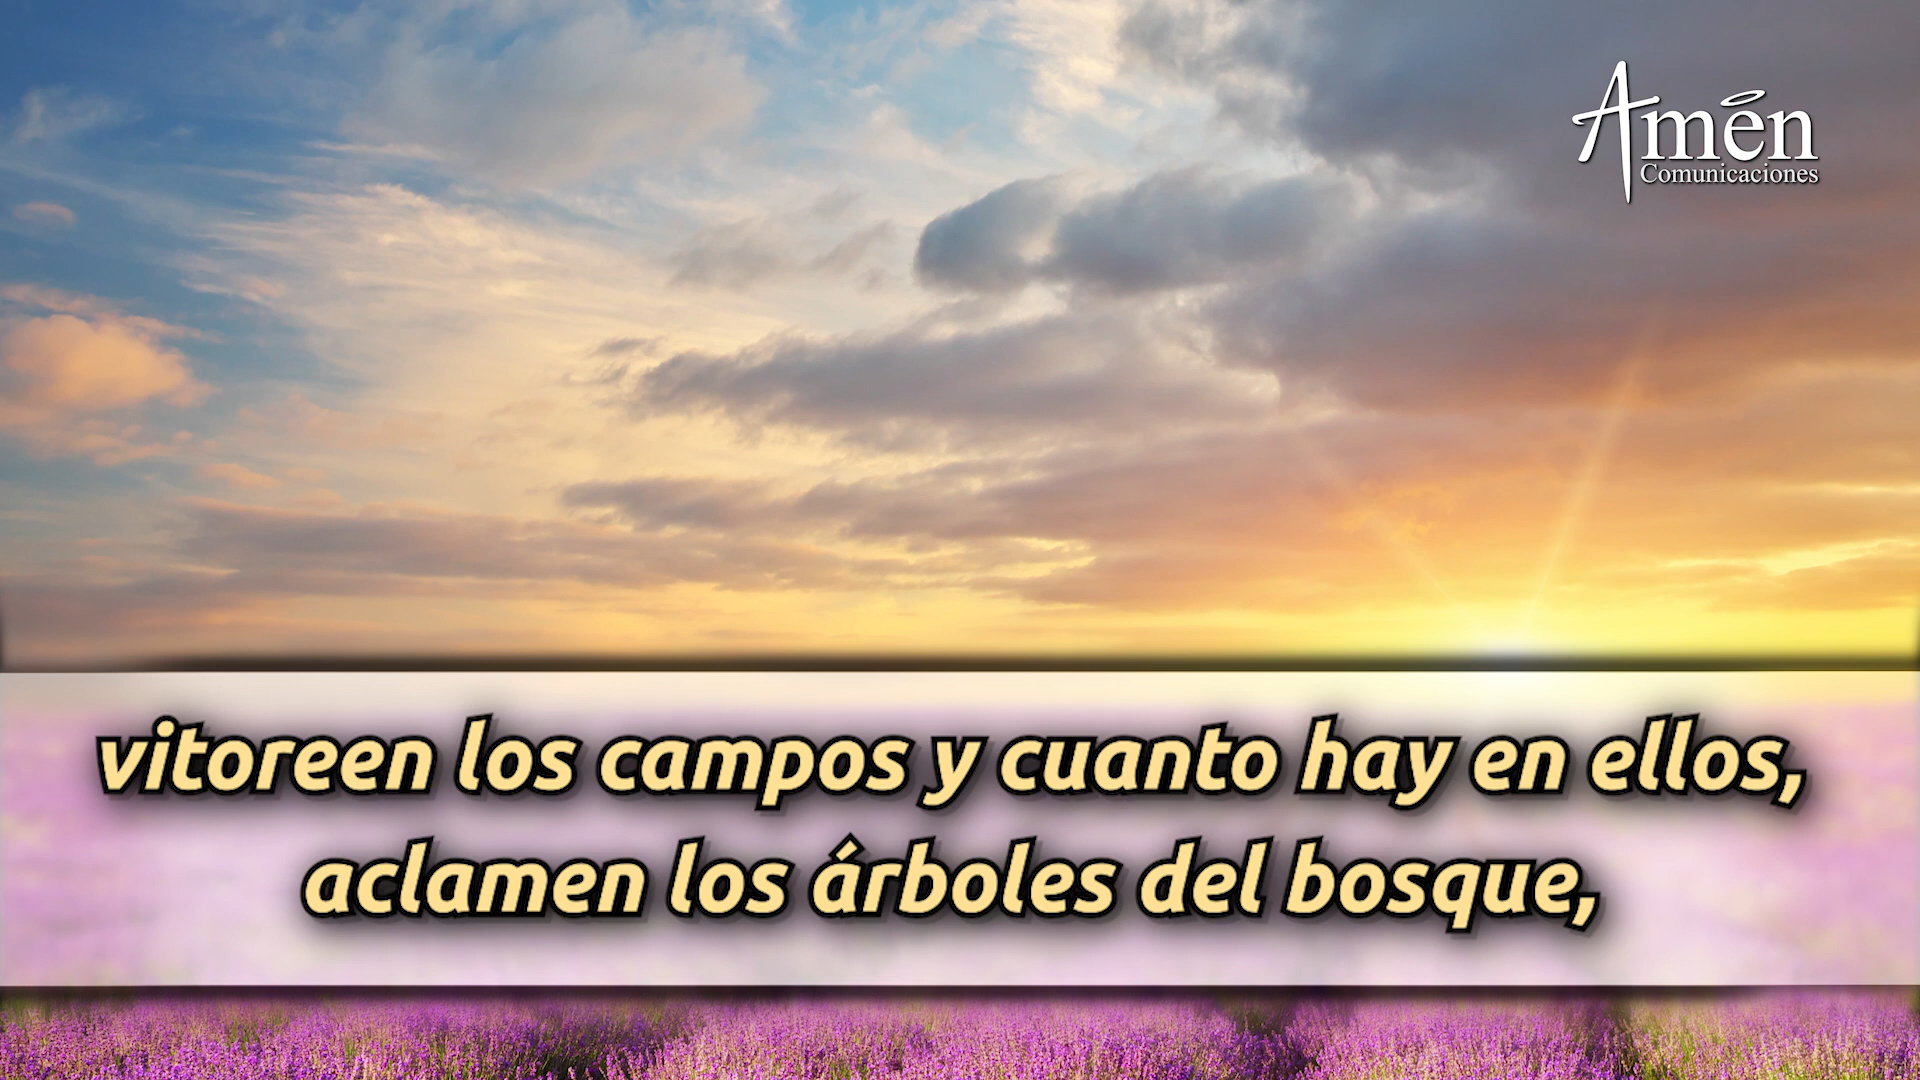 Amén
Comunicaciones
vitoreen los campos y cuanto hay en ellos,
aclamen los árboles del bosque,